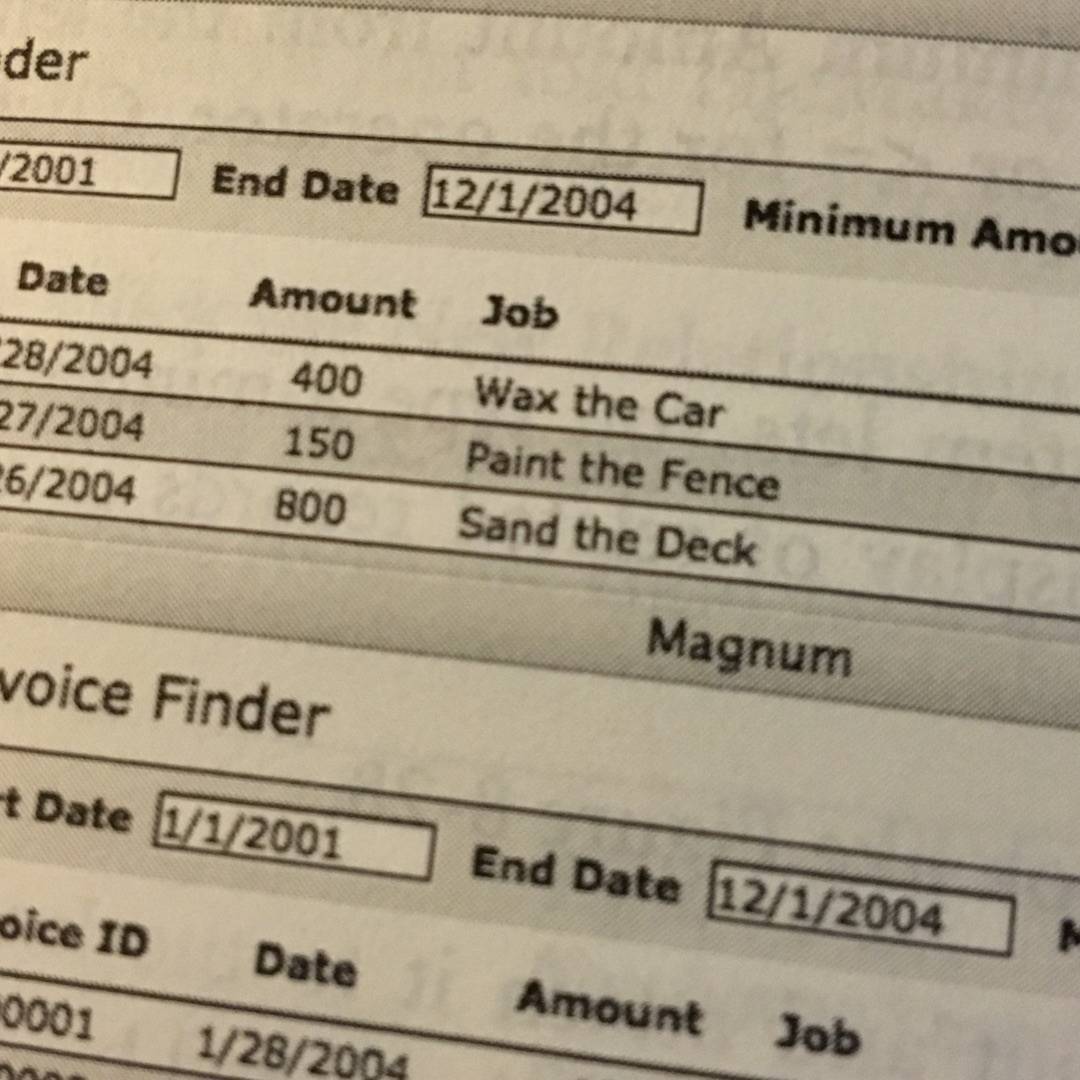 der
/2001 End Date 12/1/2004 Minimum Amo
Date Amount Job
28/2004 400 Wax the Car
27/2004 150 Paint the Fence
26/2004 800 Sand the Deck
Magnum
voice Finder
t Date 1/1/2001 End Date 12/1/2004 M
oice ID Date Amount Job
0001 1/28/2004